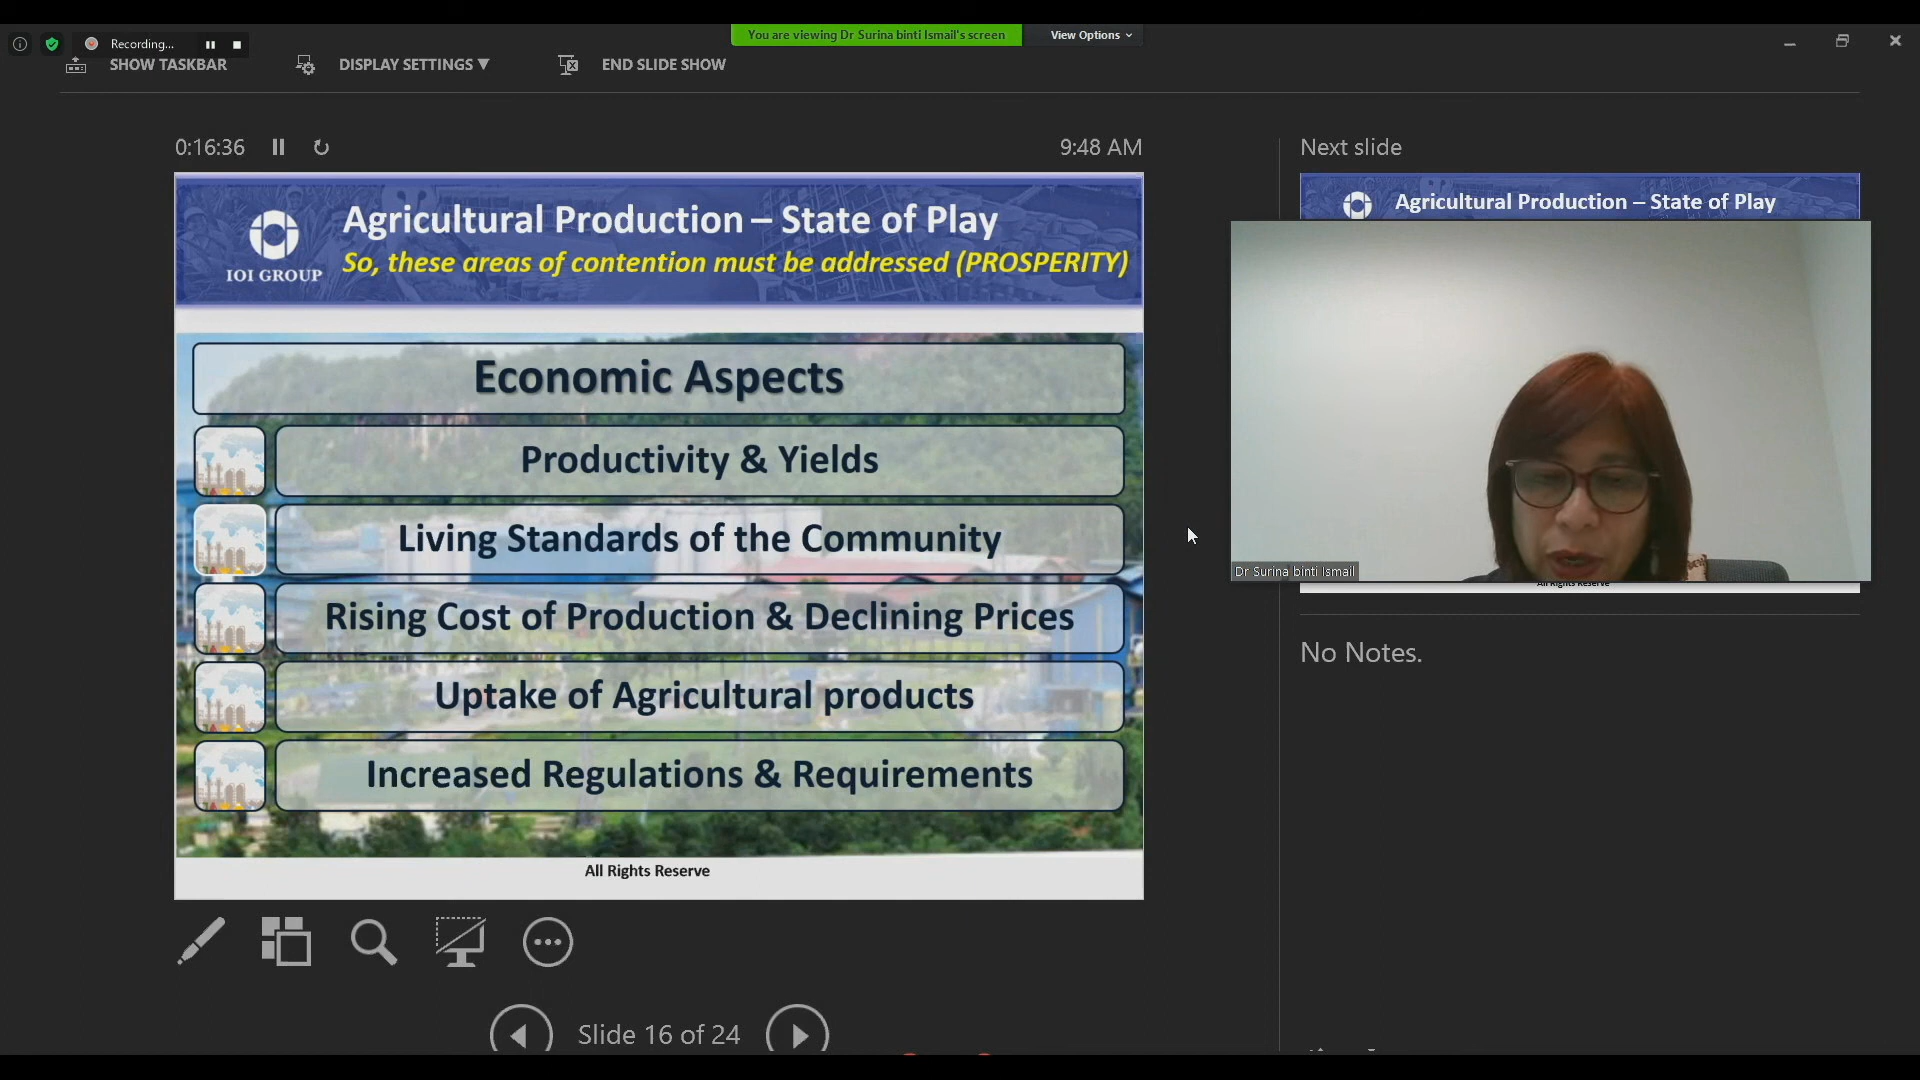 Recording...
You are viewing Dr Surina binti Ismail's screen
View Options
SHOW TASKBAR
DISPLAY SETTINGS ▼
END SLIDE SHOW
0:16:36
9:48 AM
Next slide
IOI GROUP
Agricultural Production – State of Play
So, these areas of contention must be addressed (PROSPERITY)
Economic Aspects
Productivity & Yields
Living Standards of the Community
Rising Cost of Production & Declining Prices
Uptake of Agricultural products
Increased Regulations & Requirements
All Rights Reserve
Agricultural Production – State of Play
Dr Surina binti Ismail
All Rights Reserve
No Notes.
Slide 16 of 24